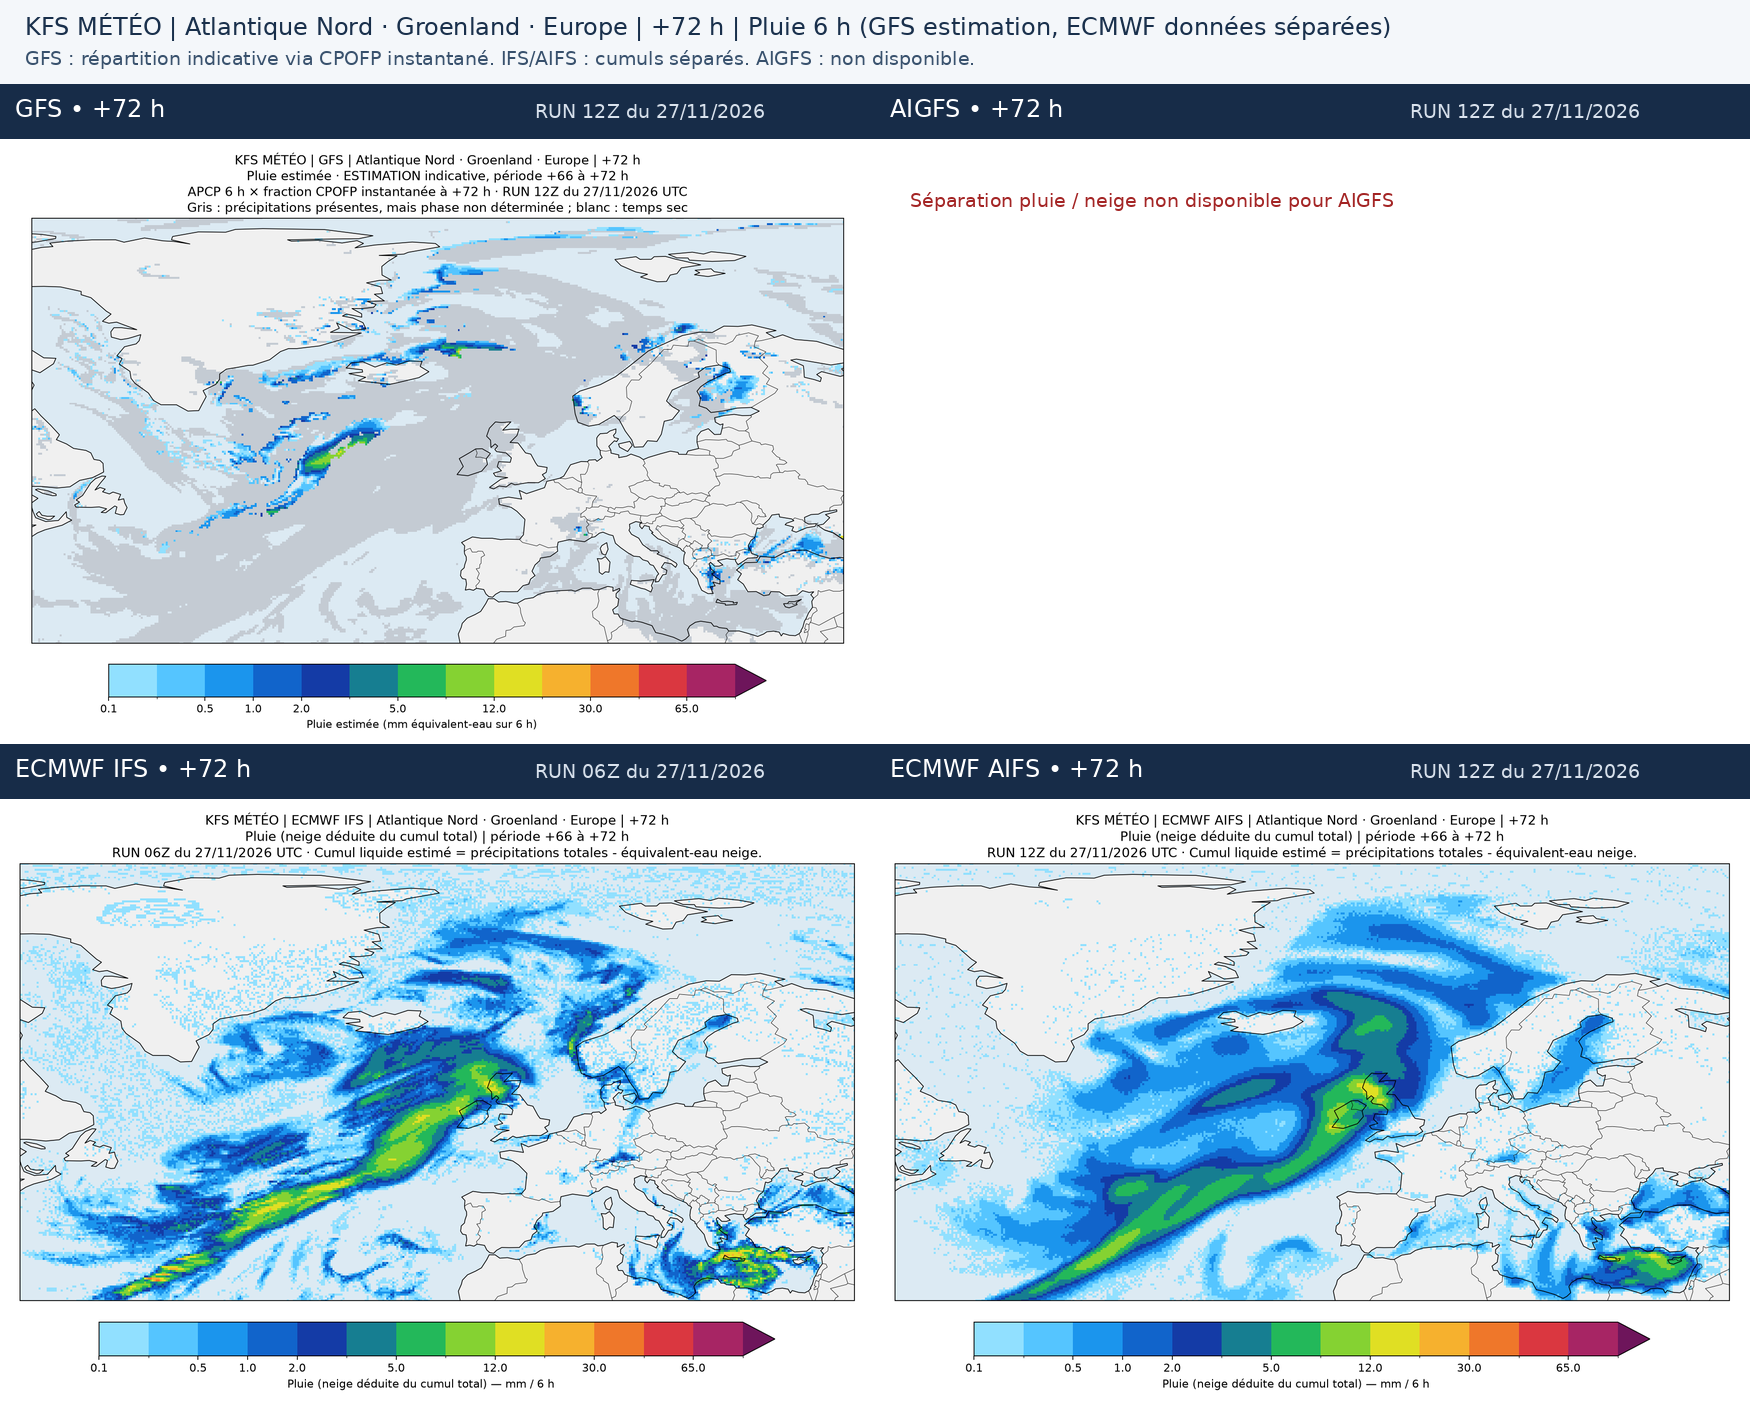 KFS MÉTÉO | Atlantique Nord · Groenland · Europe | +72 h | Pluie 6 h (GFS estimation, ECMWF données séparées)
GFS : répartition indicative via CPOFP instantané. IFS/AIFS : cumuls séparés. AIGFS : non disponible.
GFS • +72 h
RUN 12Z du 27/11/2026
AIGFS • +72 h
RUN 12Z du 27/11/2026
KFS MÉTÉO | GFS | Atlantique Nord · Groenland · Europe | +72 h
Pluie estimée · ESTIMATION indicative, période +66 à +72 h
APCP 6 h × fraction CPOFP instantanée à +72 h · RUN 12Z du 27/11/2026 UTC
Gris : précipitations présentes, mais phase non déterminée ; blanc : temps sec
Séparation pluie / neige non disponible pour AIGFS
0.1 0.5 1.0 2.0 5.0 12.0 30.0 65.0
Pluie estimée (mm équivalent-eau sur 6 h)
ECMWF IFS • +72 h
RUN 06Z du 27/11/2026
ECMWF AIFS • +72 h
RUN 12Z du 27/11/2026
KFS MÉTÉO | ECMWF IFS | Atlantique Nord · Groenland · Europe | +72 h
Pluie (neige déduite du cumul total) | période +66 à +72 h
RUN 06Z du 27/11/2026 UTC · Cumul liquide estimé = précipitations totales - équivalent-eau neige.
0.1 0.5 1.0 2.0 5.0 12.0 30.0 65.0
Pluie (neige déduite du cumul total) — mm / 6 h
KFS MÉTÉO | ECMWF AIFS | Atlantique Nord · Groenland · Europe | +72 h
Pluie (neige déduite du cumul total) | période +66 à +72 h
RUN 12Z du 27/11/2026 UTC · Cumul liquide estimé = précipitations totales - équivalent-eau neige.
0.1 0.5 1.0 2.0 5.0 12.0 30.0 65.0
Pluie (neige déduite du cumul total) — mm / 6 h